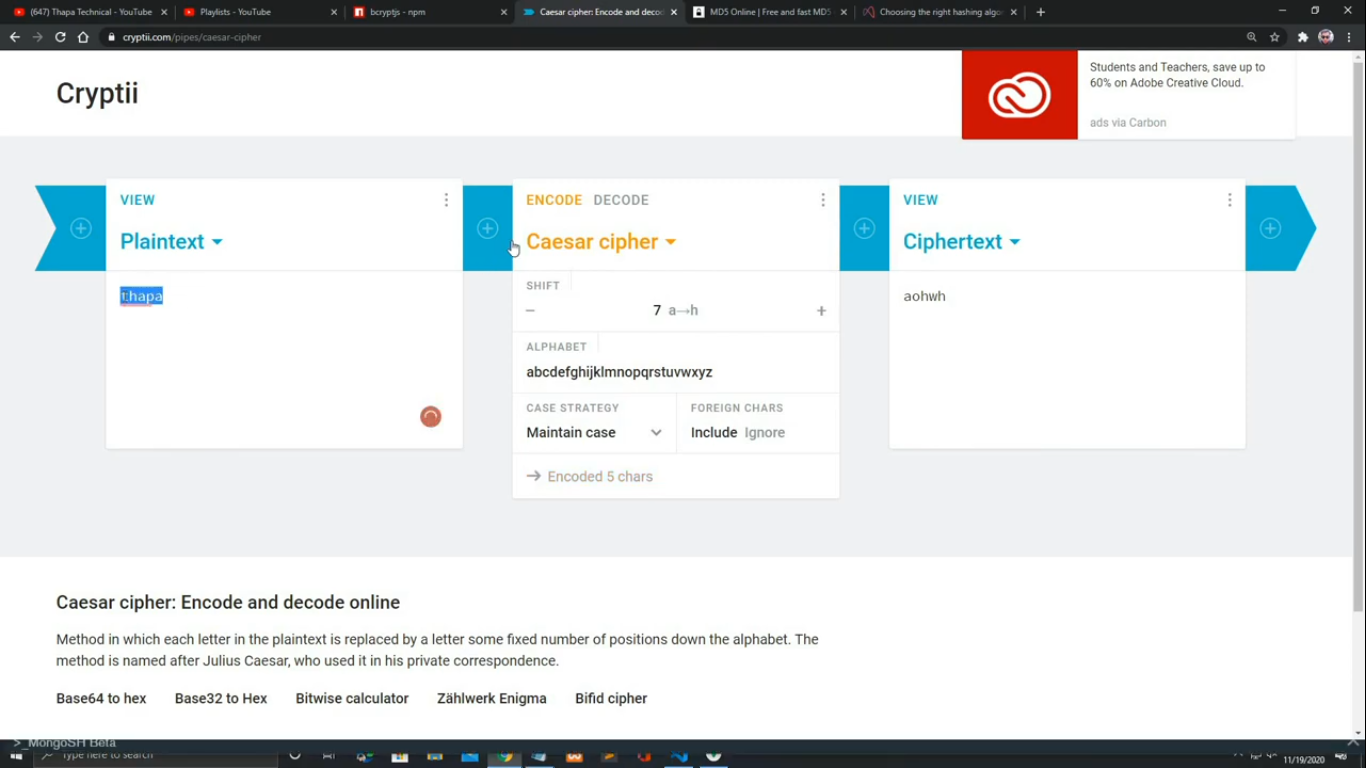 (647) Thapa Technical - YouTube
Playlists - YouTube
bcryptjs - npm
Caesar cipher: Encode and deco
MD5 Online | Free and fast MD5
Choosing the right hashing algo
cryptii.com/pipes/caesar-cipher
Cryptii
Students and Teachers, save up to
60% on Adobe Creative Cloud.
ads via Carbon
VIEW
Plaintext
thapa
ENCODE DECODE
Caesar cipher
SHIFT
− 7 a→h +
ALPHABET
abcdefghijklmnopqrstuvwxyz
CASE STRATEGY
Maintain case
FOREIGN CHARS
Include Ignore
→ Encoded 5 chars
VIEW
Ciphertext
aohwh
Caesar cipher: Encode and decode online
Method in which each letter in the plaintext is replaced by a letter some fixed number of positions down the alphabet. The
method is named after Julius Caesar, who used it in his private correspondence.
Base64 to hex Base32 to Hex Bitwise calculator Zählwerk Enigma Bifid cipher
>_MongoSH Beta
Type here to search
11/19/2020